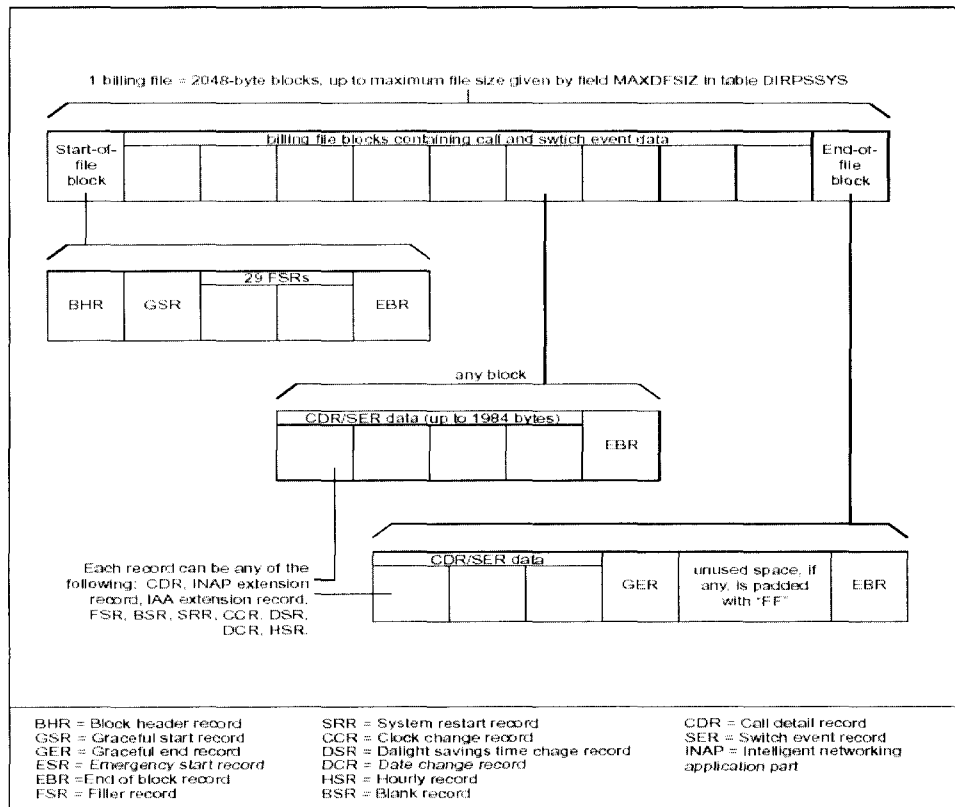 1 billing file = 2048-byte blocks, up to maximum file size given by field MAXDFSIZ in table DIRPSSYS
Start-of-
file
block
billing file blocks containing call and swtich event data
End-of-
file
block
BHR
GSR
29 FSRs
EBR
any block
CDR/SER data (up to 1984 bytes)
EBR
Each record can be any of the
following: CDR, INAP extension
record, IAA extension record,
FSR, BSR, SRR, CCR, DSR,
DCR, HSR.
CDR/SER data
GER
unused space, if
any, is padded
with "FF"
EBR
BHR = Block header record
GSR = Graceful start record
GER = Graceful end record
ESR = Emergency start record
EBR =End of block record
FSR = Filler record
SRR = System restart record
CCR = Clock change record
DSR = Dalight savings time chage record
DCR = Date change record
HSR = Hourly record
BSR = Blank record
CDR = Call detail record
SER = Switch event record
INAP = Intelligent networking
application part